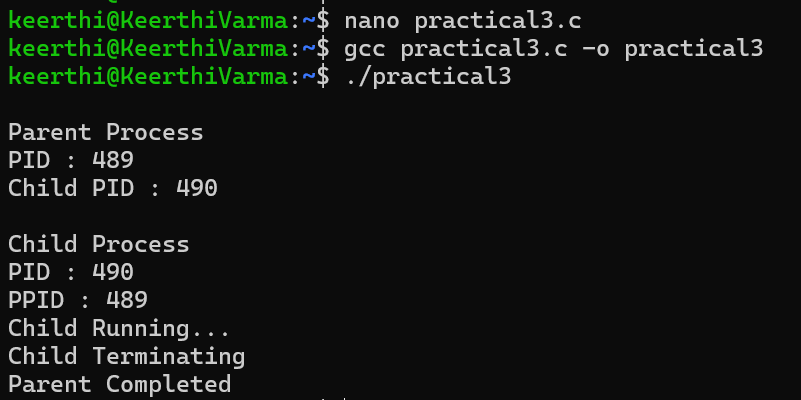 keerthi@KeerthiVarma:~$ nano practical3.c
keerthi@KeerthiVarma:~$ gcc practical3.c -o practical3
keerthi@KeerthiVarma:~$ ./practical3
Parent Process
PID : 489
Child PID : 490
Child Process
PID : 490
PPID : 489
Child Running...
Child Terminating
Parent Completed